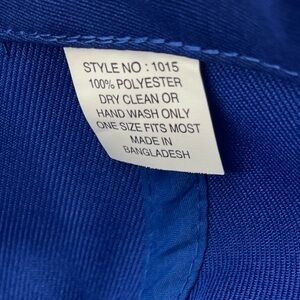 STYLE NO : 1015
100% POLYESTER
DRY CLEAN OR
HAND WASH ONLY
ONE SIZE FITS MOST
MADE IN
BANGLADESH